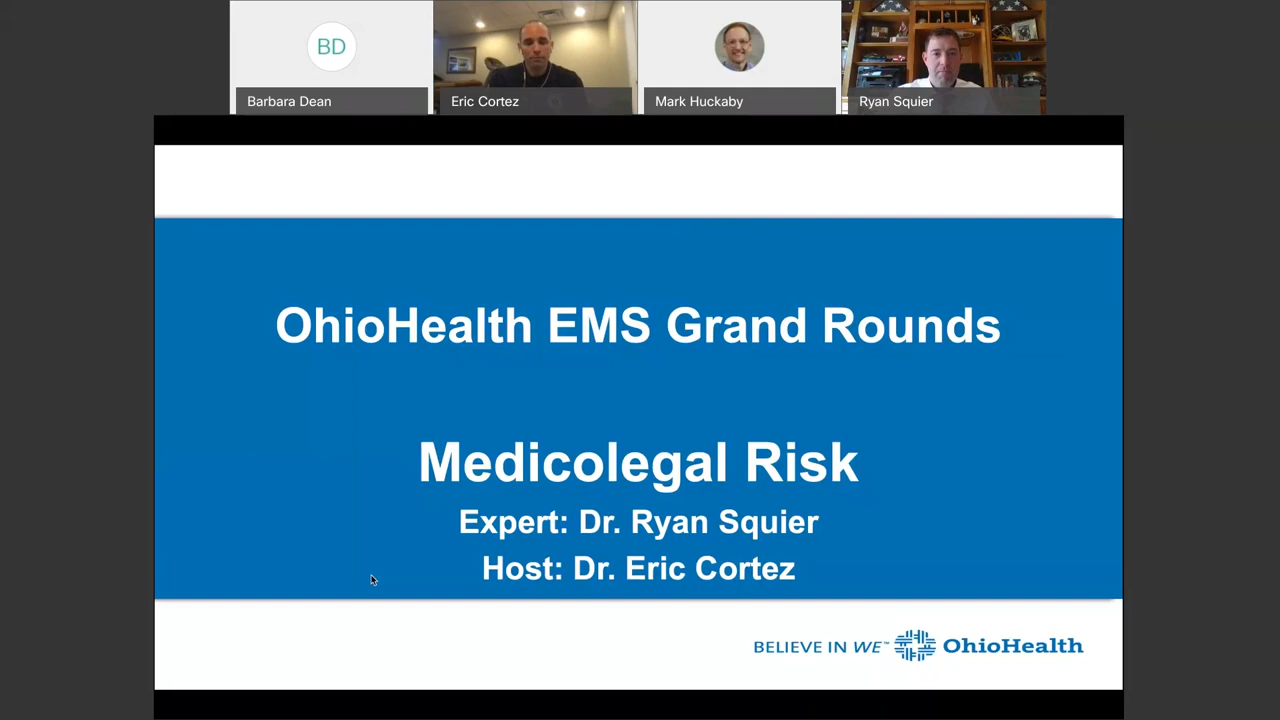 BD
Barbara Dean
Eric Cortez
Mark Huckaby
Ryan Squier
OhioHealth EMS Grand Rounds
Medicolegal Risk
Expert: Dr. Ryan Squier
Host: Dr. Eric Cortez
BELIEVE IN WE™ OhioHealth